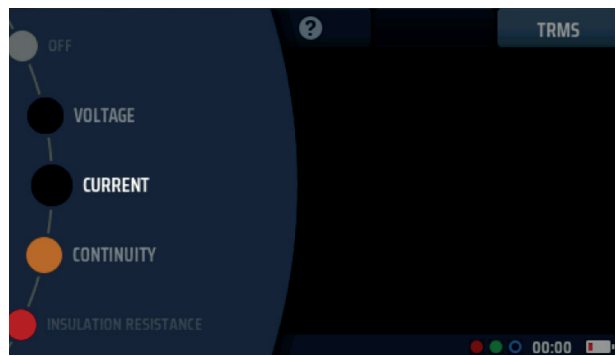 OFF
VOLTAGE
CURRENT
CONTINUITY
INSULATION RESISTANCE
?
TRMS
00:00